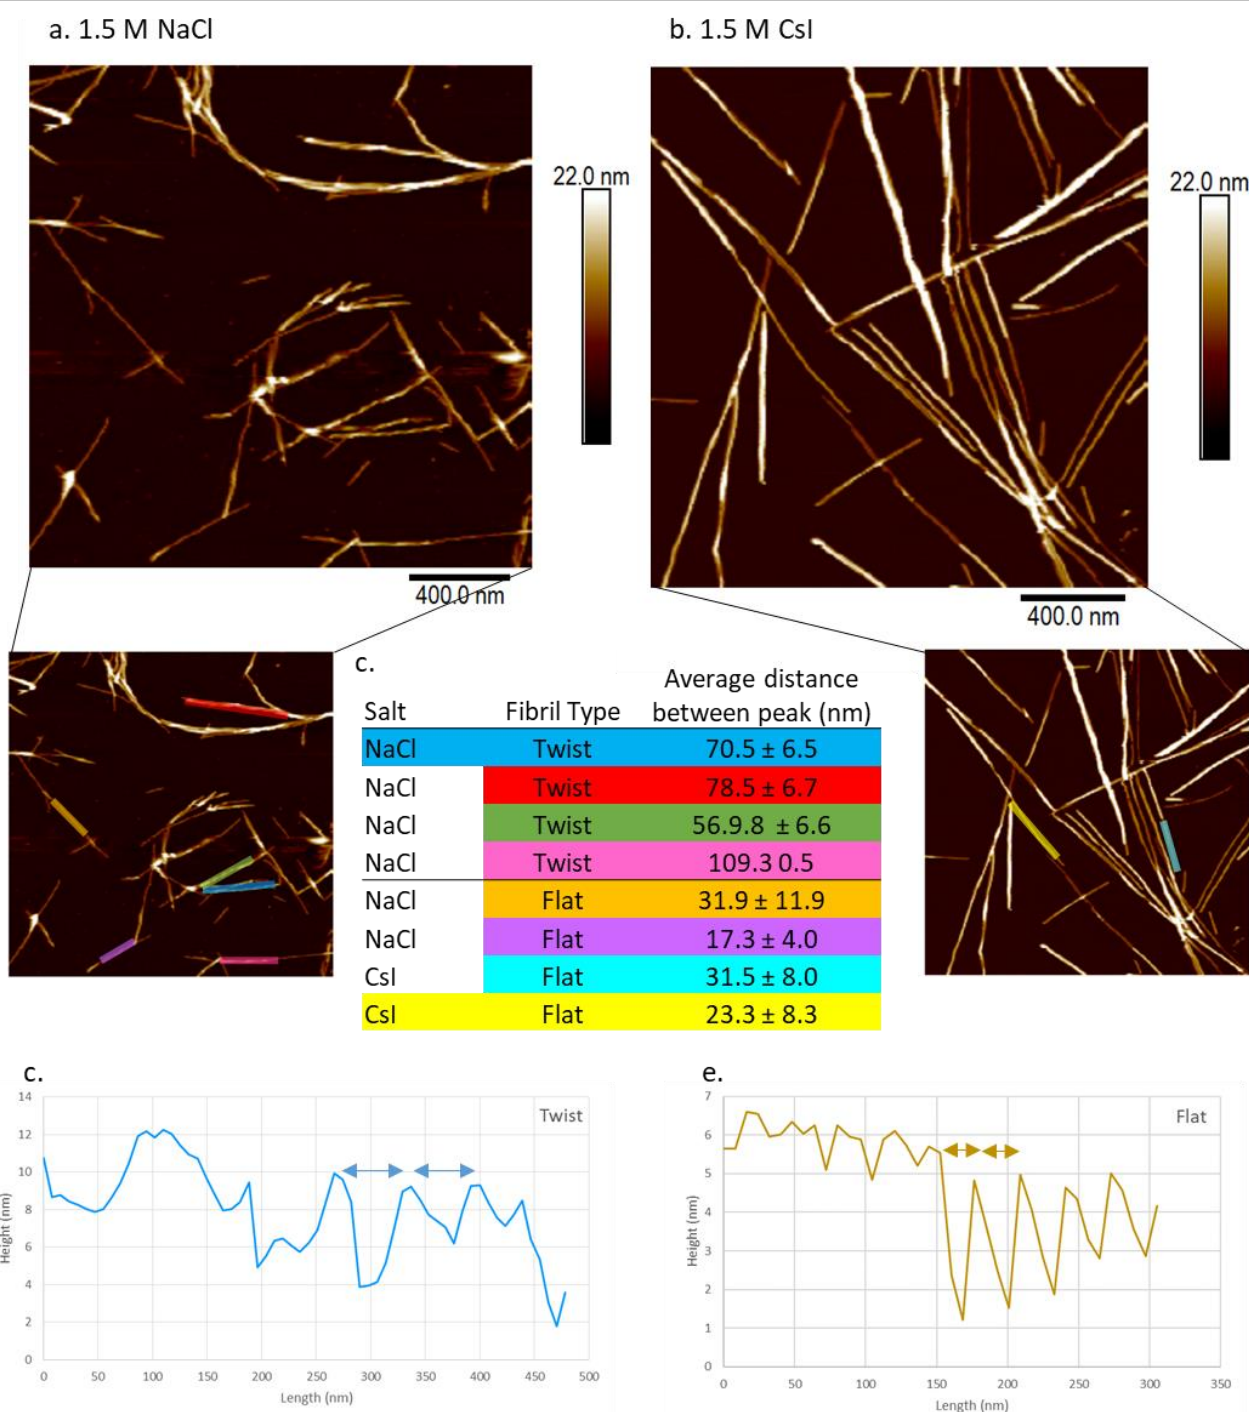 a. 1.5 M NaCl
b. 1.5 M CsI
22.0 nm
22.0 nm
400.0 nm
400.0 nm
c.
Average distance
Salt Fibril Type between peak (nm)
NaCl Twist 70.5 ± 6.5
NaCl Twist 78.5 ± 6.7
NaCl Twist 56.9.8 ± 6.6
NaCl Twist 109.3 0.5
NaCl Flat 31.9 ± 11.9
NaCl Flat 17.3 ± 4.0
CsI Flat 31.5 ± 8.0
CsI Flat 23.3 ± 8.3
c.
Twist
14
12
10
8
6
4
2
0
Height (nm)
0 50 100 150 200 250 300 350 400 450 500
Length (nm)
e.
Flat
7
6
5
4
3
2
1
0
Height (nm)
0 50 100 150 200 250 300 350
Length (nm)